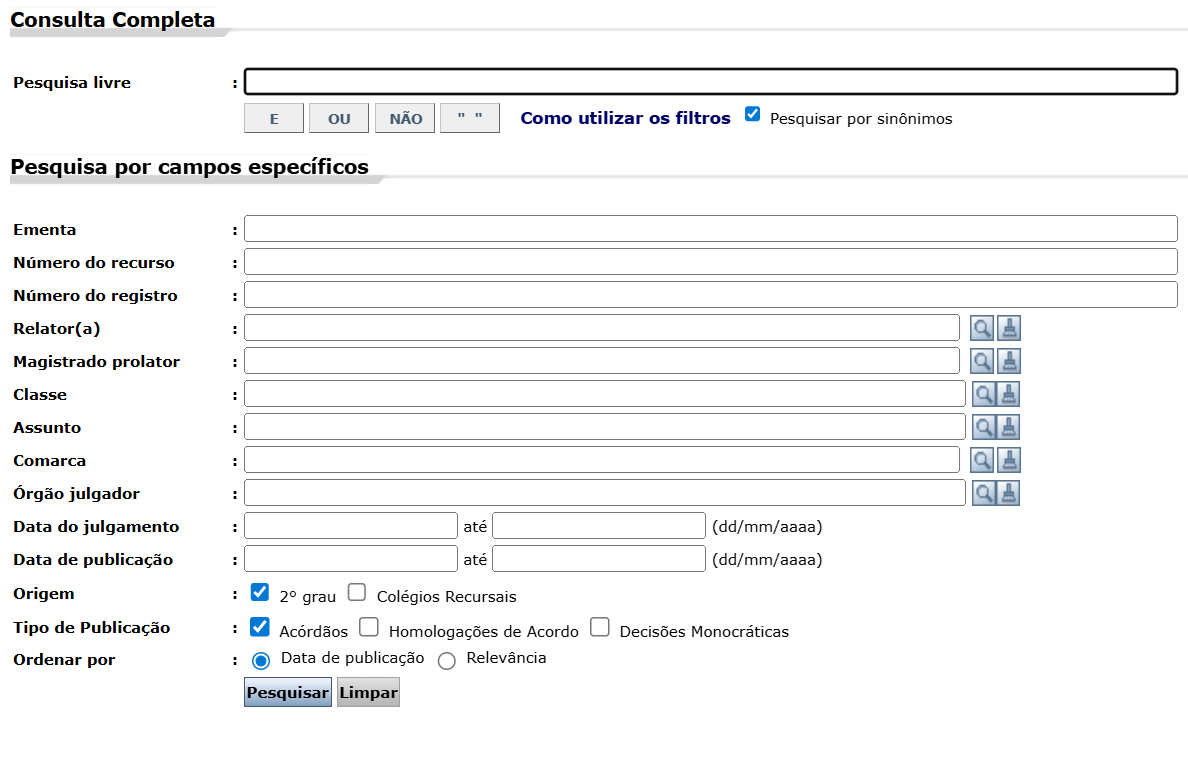 Consulta Completa
Pesquisa livre :
E OU NÃO " " Como utilizar os filtros Pesquisar por sinônimos
Pesquisa por campos específicos
Ementa :
Número do recurso :
Número do registro :
Relator(a) :
Magistrado prolator :
Classe :
Assunto :
Comarca :
Órgão julgador :
Data do julgamento : até (dd/mm/aaaa)
Data de publicação : até (dd/mm/aaaa)
Origem : 2º grau Colégios Recursais
Tipo de Publicação : Acórdãos Homologações de Acordo Decisões Monocráticas
Ordenar por : Data de publicação Relevância
Pesquisar Limpar